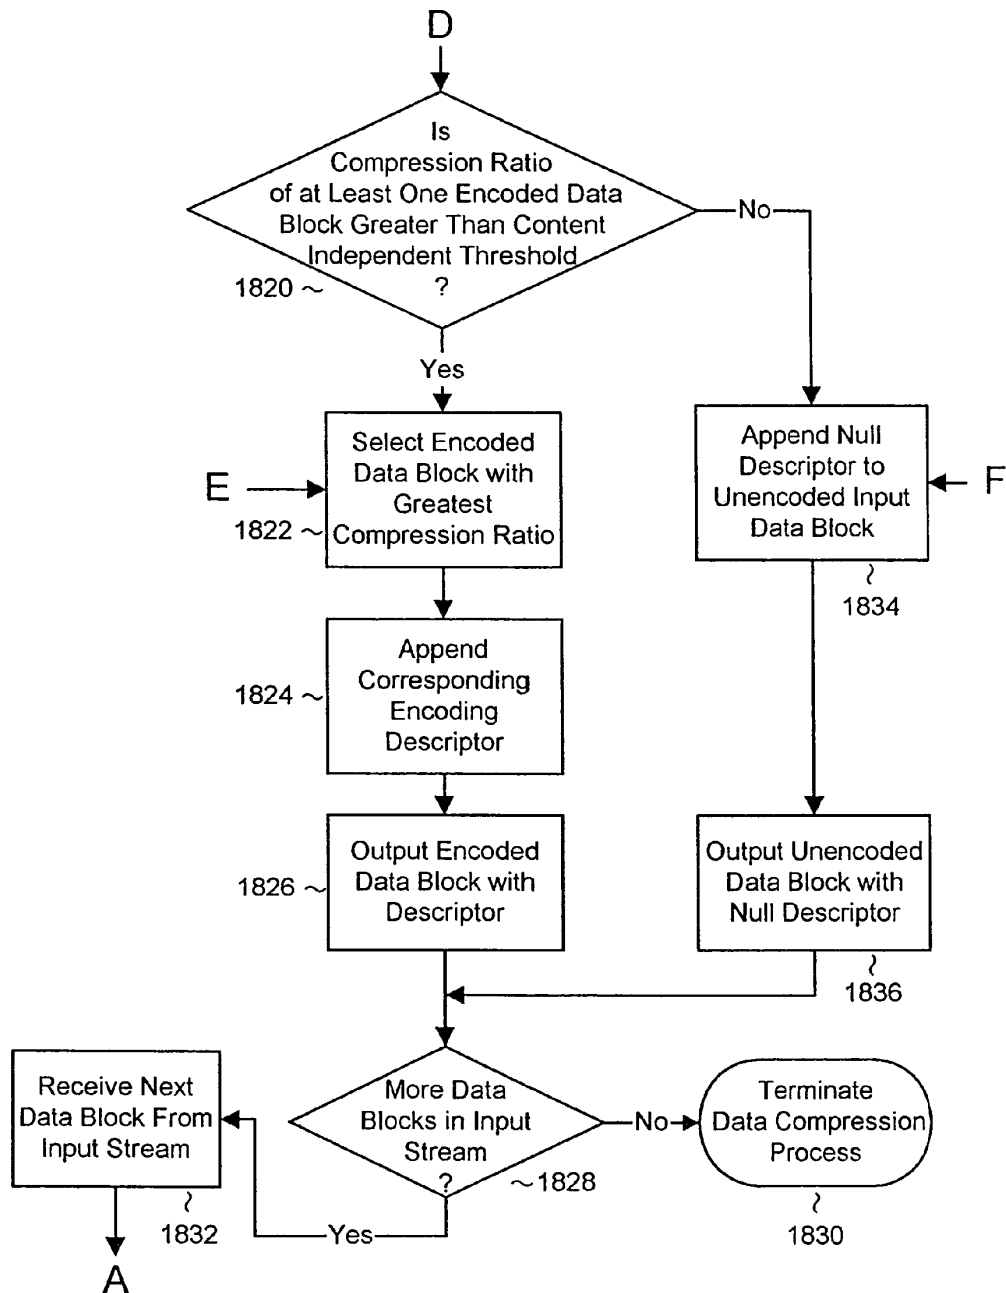 D
Is
Compression Ratio
of at Least One Encoded Data
Block Greater Than Content
Independent Threshold
?
1820
No
Yes
E
Select Encoded
Data Block with
Greatest
Compression Ratio
1822
Append Null
Descriptor to
Unencoded Input
Data Block
F
1834
Append
Corresponding
Encoding
Descriptor
1824
Output Encoded
Data Block with
Descriptor
1826
Output Unencoded
Data Block with
Null Descriptor
1836
Receive Next
Data Block From
Input Stream
1832
More Data
Blocks in Input
Stream
?
1828
No
Terminate
Data Compression
Process
1830
Yes
A